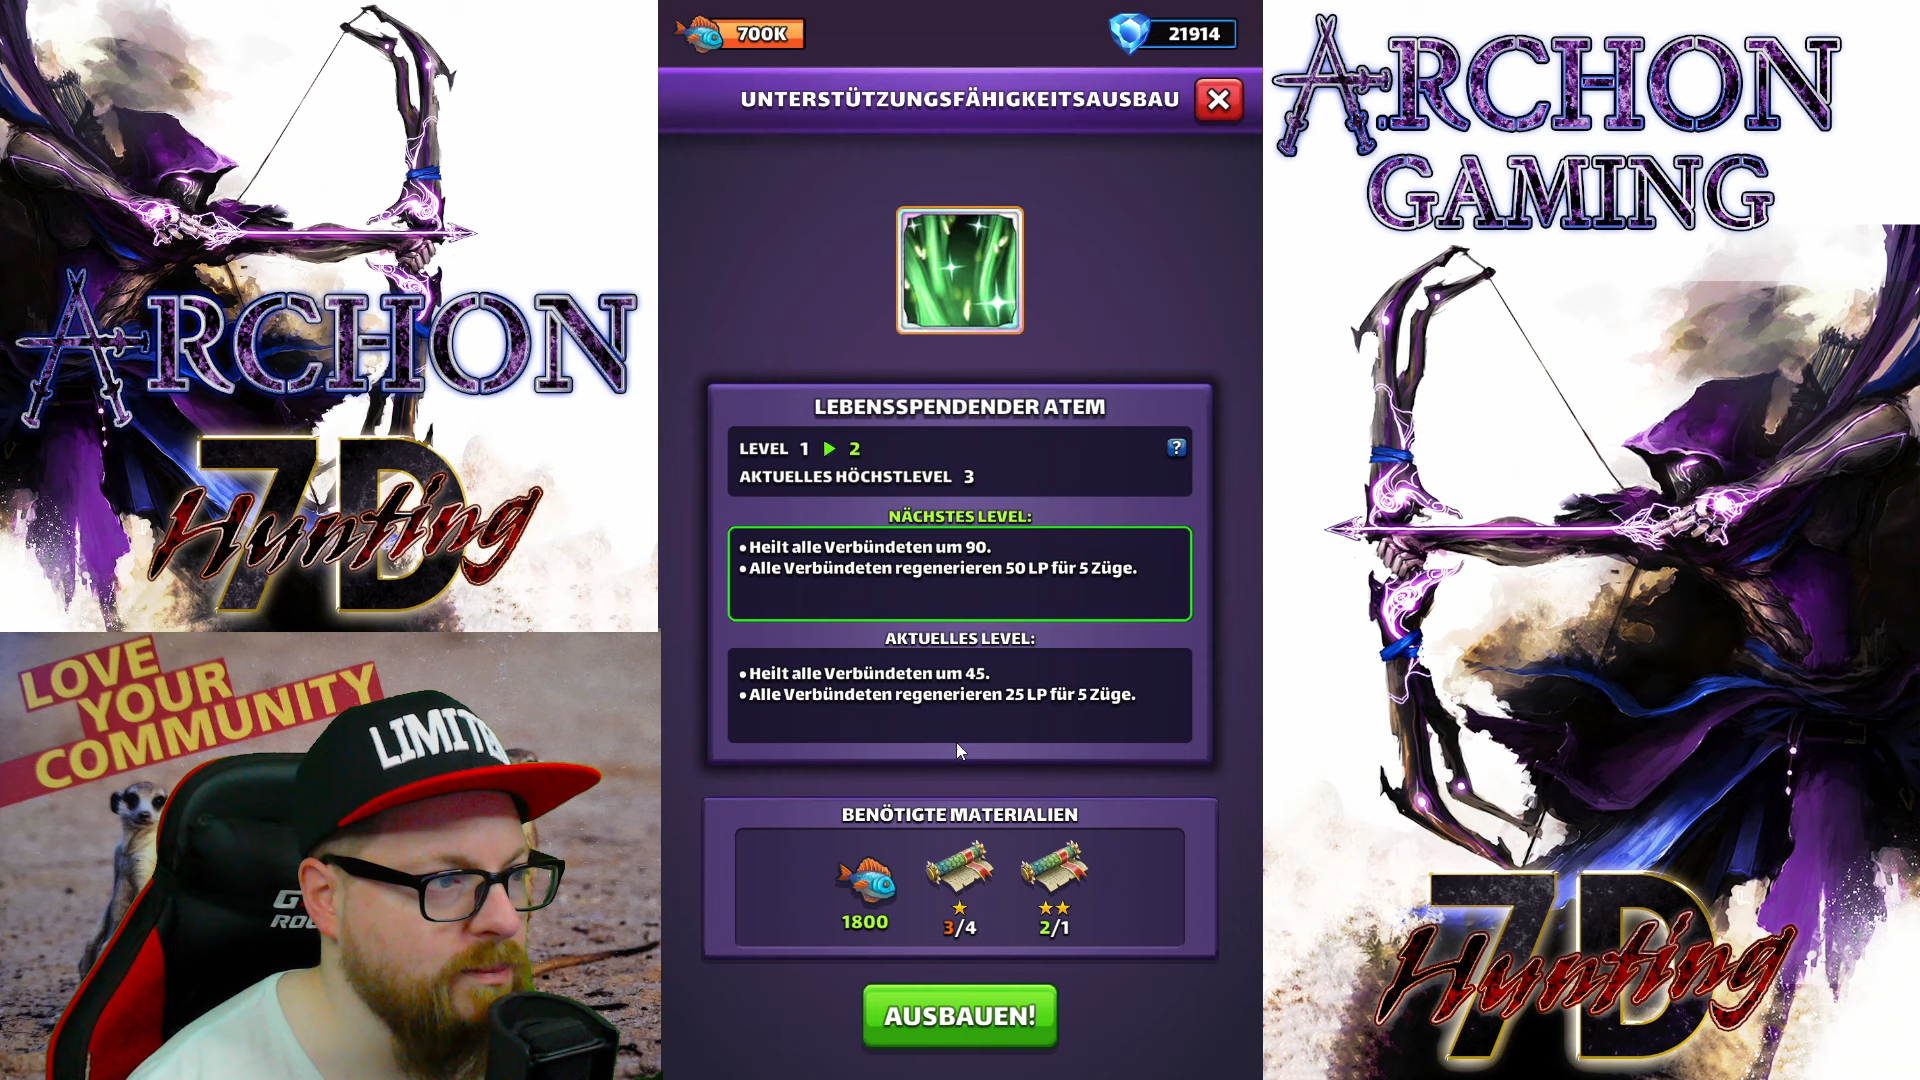 700K
21914
UNTERSTÜTZUNGSFÄHIGKEITSAUSBAU
LEBENSSPENDENDER ATEM
LEVEL 1 2
?
AKTUELLES HÖCHSTLEVEL 3
NÄCHSTES LEVEL:
• Heilt alle Verbündeten um 90.
• Alle Verbündeten regenerieren 50 LP für 5 Züge.
AKTUELLES LEVEL:
• Heilt alle Verbündeten um 45.
• Alle Verbündeten regenerieren 25 LP für 5 Züge.
BENÖTIGTE MATERIALIEN
1800
3/4
2/1
AUSBAUEN!
ARCHON
7D
Hunting
LOVE
YOUR
COMMUNITY
ARCHON
GAMING
7D
Hunting